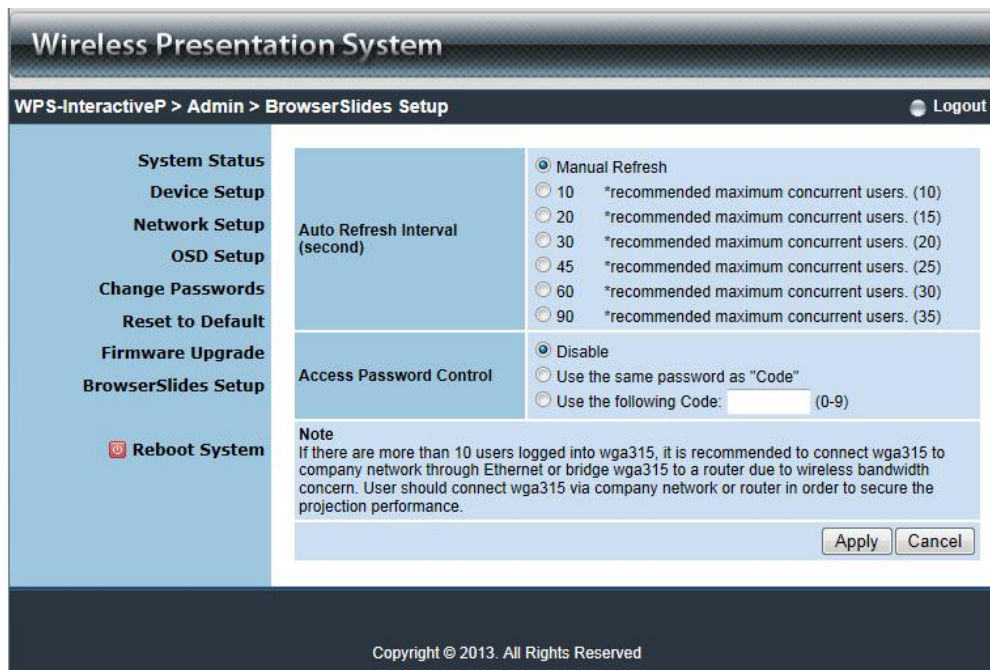 Wireless Presentation System
WPS-InteractiveP > Admin > BrowserSlides Setup
Logout
System Status
Device Setup
Network Setup
OSD Setup
Change Passwords
Reset to Default
Firmware Upgrade
BrowserSlides Setup
Reboot System
Auto Refresh Interval
(second)
Manual Refresh
10 *recommended maximum concurrent users. (10)
20 *recommended maximum concurrent users. (15)
30 *recommended maximum concurrent users. (20)
45 *recommended maximum concurrent users. (25)
60 *recommended maximum concurrent users. (30)
90 *recommended maximum concurrent users. (35)
Access Password Control
Disable
Use the same password as "Code"
Use the following Code: (0-9)
Note
If there are more than 10 users logged into wga315, it is recommended to connect wga315 to
company network through Ethernet or bridge wga315 to a router due to wireless bandwidth
concern. User should connect wga315 via company network or router in order to secure the
projection performance.
Apply Cancel
Copyright © 2013. All Rights Reserved